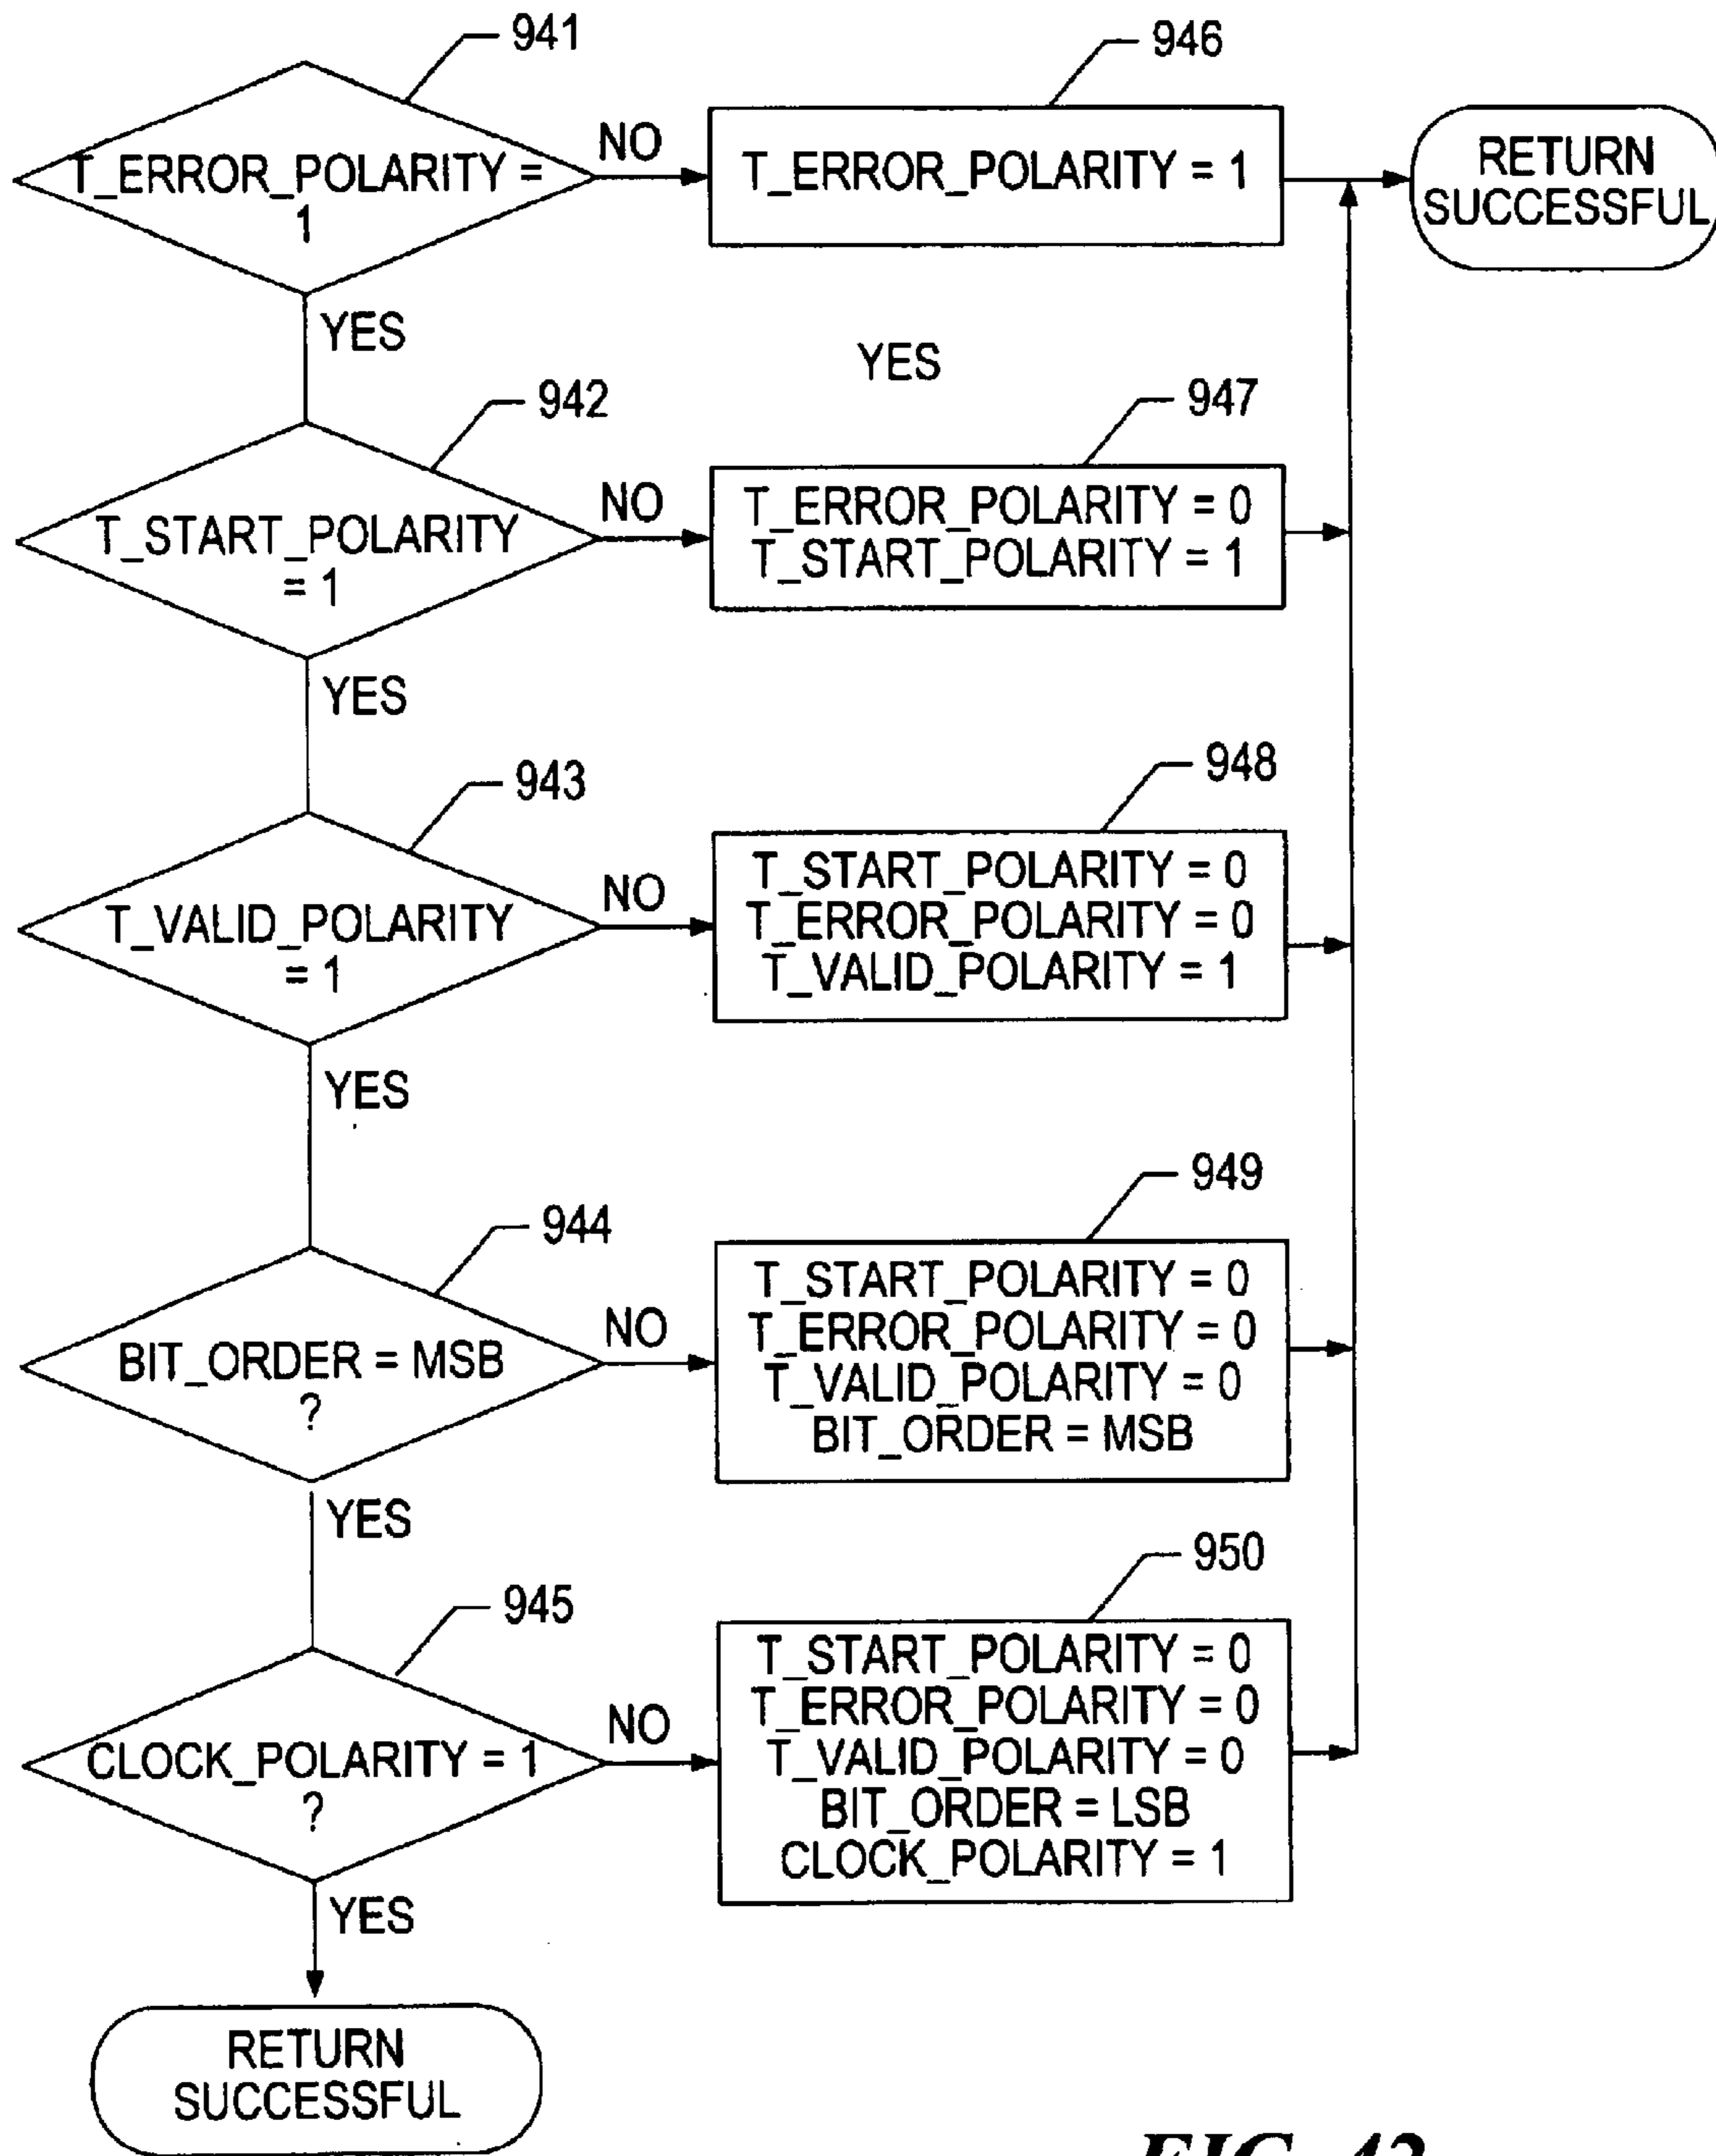 941
T_ERROR_POLARITY =
1
NO
946
T_ERROR_POLARITY = 1
RETURN
SUCCESSFUL
YES
YES
942
T_START_POLARITY
= 1
NO
947
T_ERROR_POLARITY = 0
T_START_POLARITY = 1
YES
943
T_VALID_POLARITY
= 1
NO
948
T_START_POLARITY = 0
T_ERROR_POLARITY = 0
T_VALID_POLARITY = 1
YES
944
BIT_ORDER = MSB
?
NO
949
T_START_POLARITY = 0
T_ERROR_POLARITY = 0
T_VALID_POLARITY = 0
BIT_ORDER = MSB
YES
945
CLOCK_POLARITY = 1
?
NO
950
T_START_POLARITY = 0
T_ERROR_POLARITY = 0
T_VALID_POLARITY = 0
BIT_ORDER = LSB
CLOCK_POLARITY = 1
YES
RETURN
SUCCESSFUL